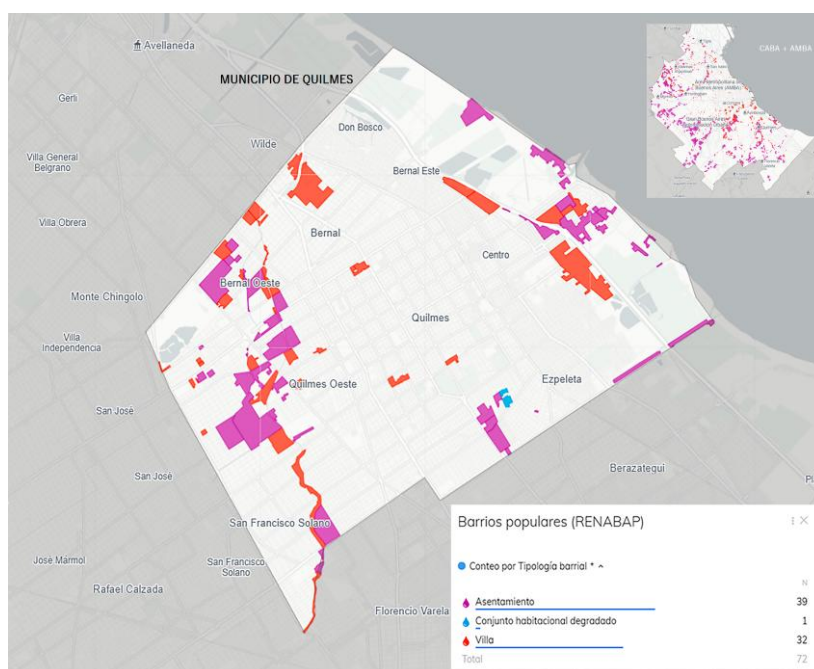 Avellaneda
CABA + AMBA
MUNICIPIO DE QUILMES
Gerli
Don Bosco
Wilde
Villa General
Belgrano
Bernal Este
Villa Obrera
Bernal
Centro
Bernal Oeste
Monte Chingolo
Quilmes
Villa
Independencia
Ezpeleta
Quilmes Oeste
San José
Berazategui
San José
San Francisco Solano
Barrios populares (RENABAP)
Conteo por Tipología barrial *
José Mármol
San Francisco
Solano
N
Rafael Calzada
Florencio Varela
Asentamiento 39
Conjunto habitacional degradado 1
Villa 32
Total 72